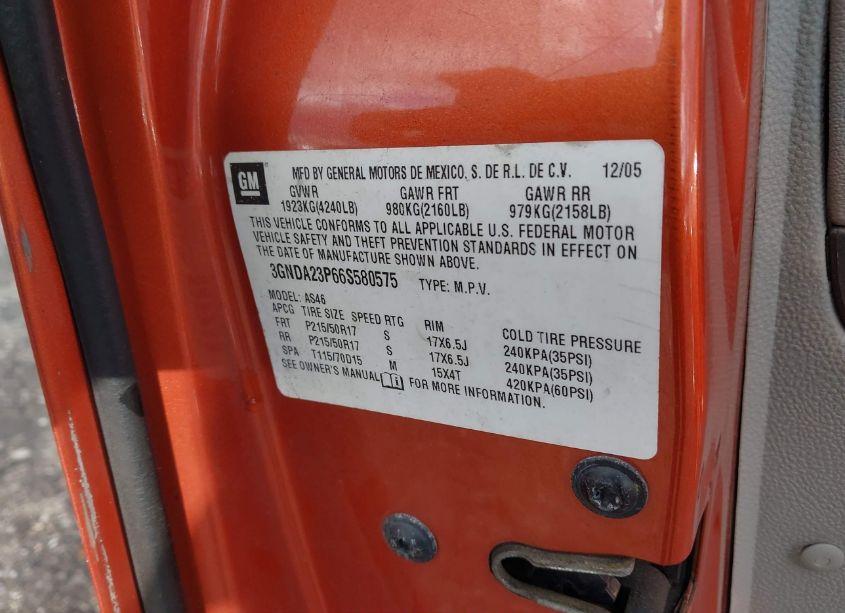 GM
MFD BY GENERAL MOTORS DE MEXICO, S. DE R.L. DE C.V. 12/05
GVWR GAWR FRT GAWR RR
1923KG(4240LB) 980KG(2160LB) 979KG(2158LB)
THIS VEHICLE CONFORMS TO ALL APPLICABLE U.S. FEDERAL MOTOR
VEHICLE SAFETY AND THEFT PREVENTION STANDARDS IN EFFECT ON
THE DATE OF MANUFACTURE SHOWN ABOVE.
3GNDA23P66S580575 TYPE: M.P.V.
MODEL: AS46
APCG TIRE SIZE SPEED RTG RIM COLD TIRE PRESSURE
FRT P215/50R17 S 17X6.5J 240KPA(35PSI)
RR P215/50R17 S 17X6.5J 240KPA(35PSI)
SPA T115/70D15 M 15X4T 420KPA(60PSI)
SEE OWNER'S MANUAL FOR MORE INFORMATION.